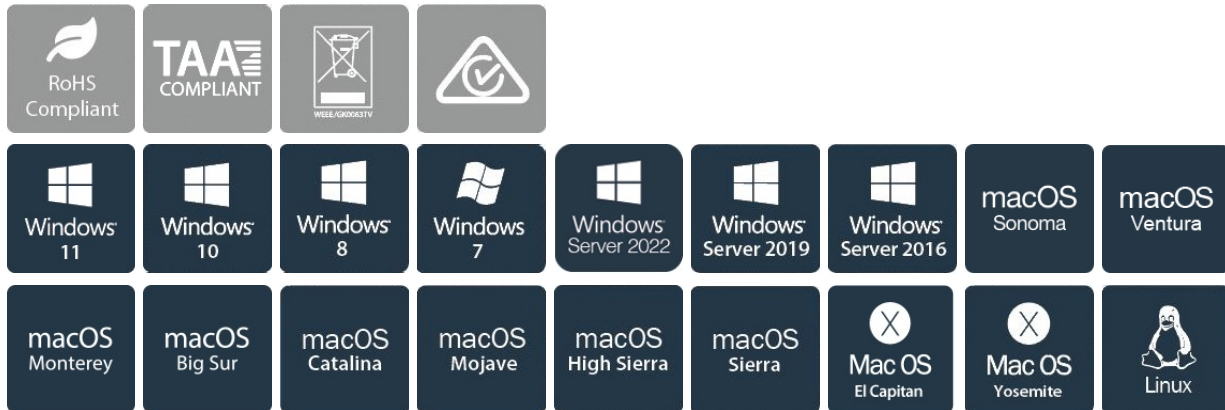 RoHS
Compliant
TAA
COMPLIANT
WEEE/GK0063TV
Windows
11
Windows
10
Windows
8
Windows
7
Windows
Server 2022
Windows
Server 2019
Windows
Server 2016
macOS
Sonoma
macOS
Ventura
macOS
Monterey
macOS
Big Sur
macOS
Catalina
macOS
Mojave
macOS
High Sierra
macOS
Sierra
X
Mac OS
El Capitan
X
Mac OS
Yosemite
Linux